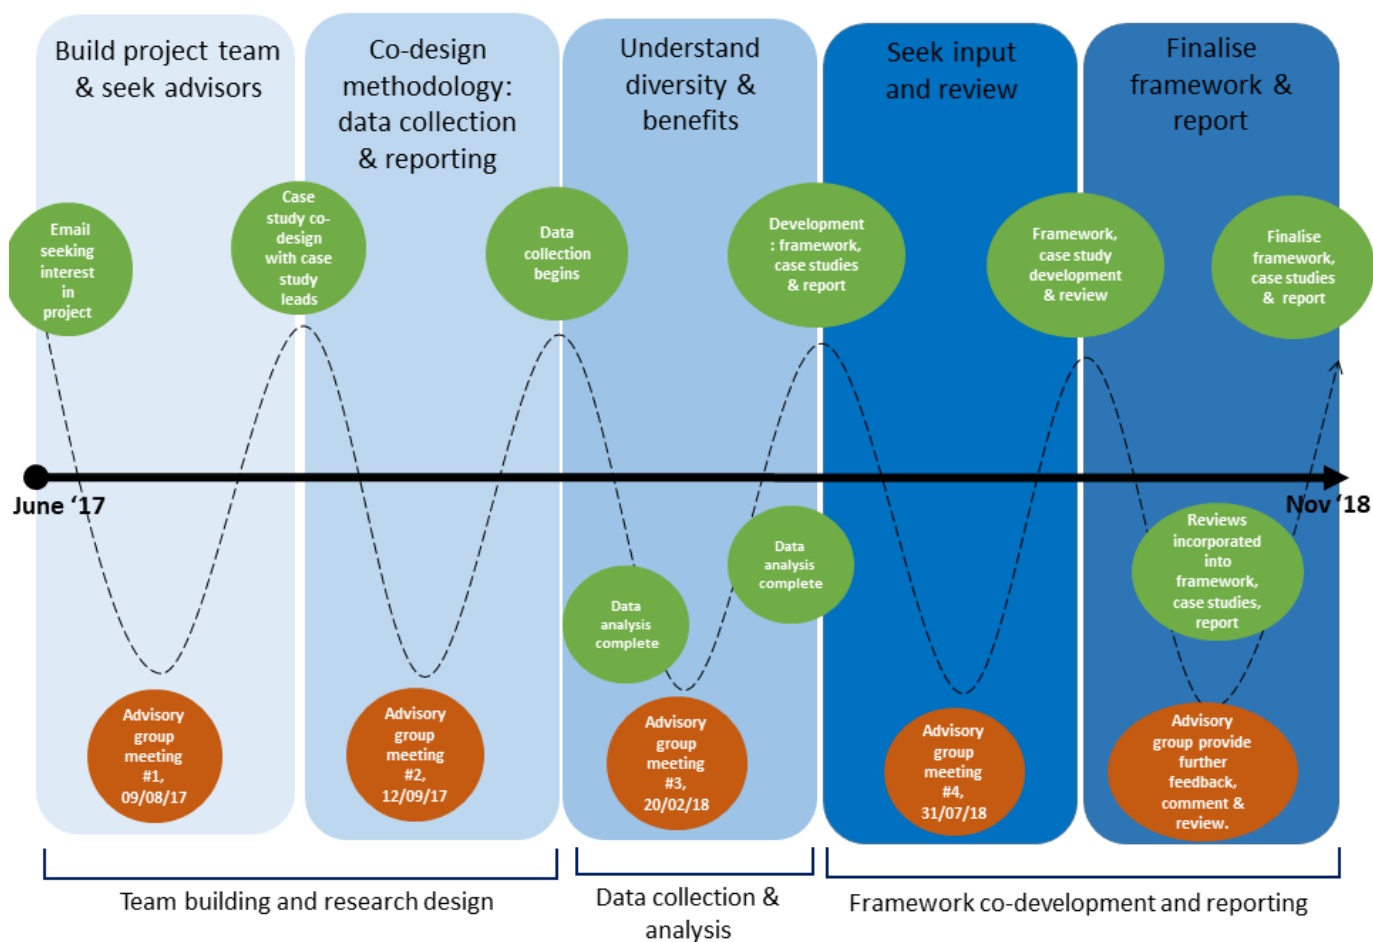 Build project team
& seek advisors
Co-design
methodology:
data collection
& reporting
Understand
diversity &
benefits
Seek input
and review
Finalise
framework &
report
Email
seeking
interest
in
project
Case
study co-
design
with case
study
leads
Data
collection
begins
Development
: framework,
case studies
& report
Framework,
case study
development
& review
Finalise
framework,
case studies
& report
June ‘17
Nov ‘18
Data
analysis
complete
Data
analysis
complete
Reviews
incorporated
into
framework,
case studies,
report
Advisory
group
meeting
#1,
09/08/17
Advisory
group
meeting
#2,
12/09/17
Advisory
group
meeting
#3,
20/02/18
Advisory
group
meeting
#4,
31/07/18
Advisory
group provide
further
feedback,
comment &
review.
Team building and research design
Data collection &
analysis
Framework co-development and reporting